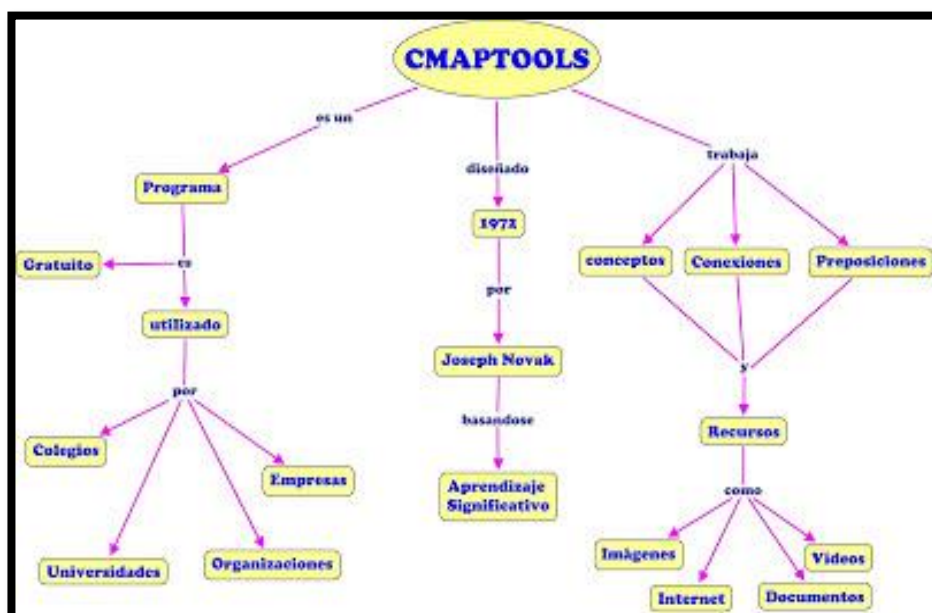 CMAPTOOLS
es un
diseñado
trabaja
Programa
1972
conceptos
Conexiones
Preposiciones
Gratuito
es
utilizado
por
por
y
Joseph Novak
basandose
Colegios
Empresas
Universidades
Organizaciones
Aprendizaje
Significativo
Recursos
como
Imágenes
Internet
Documentos
Videos